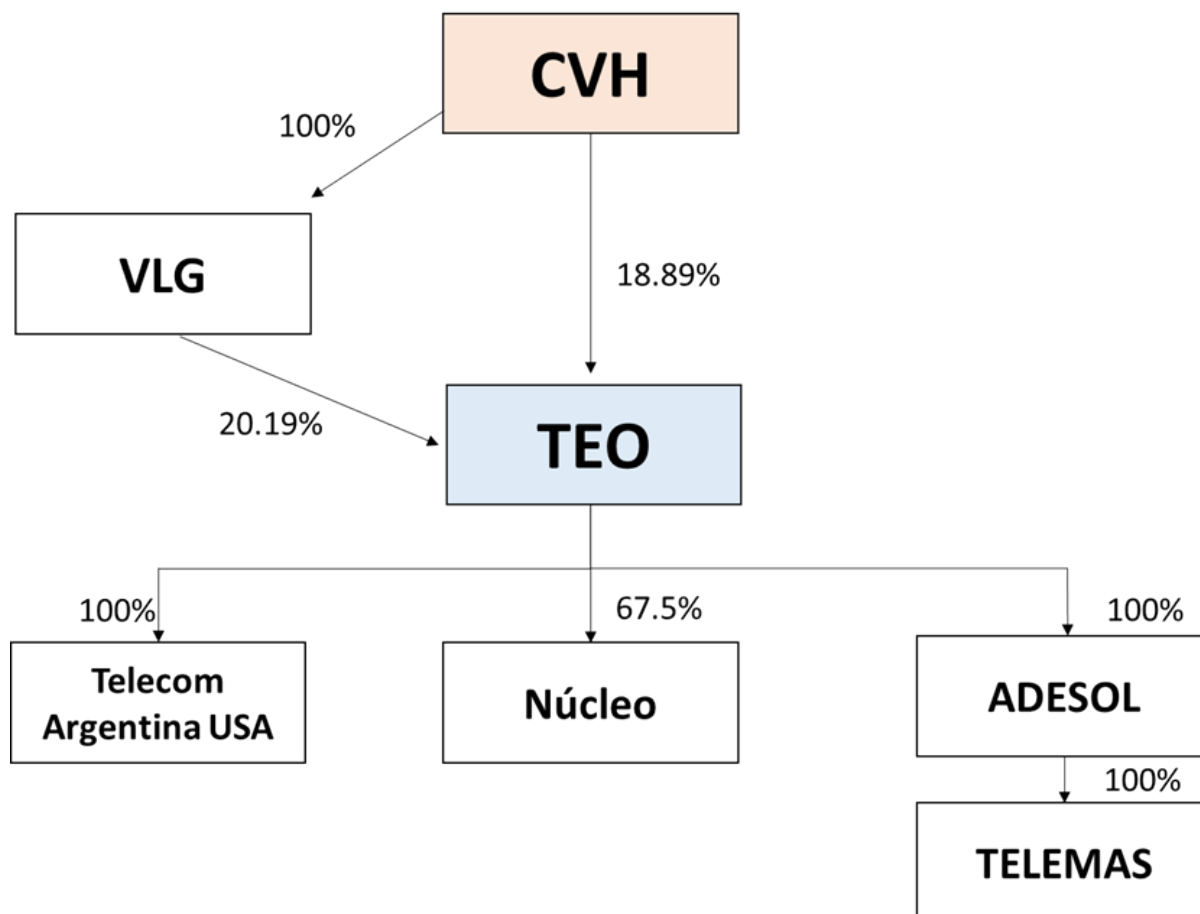 CVH
100%
VLG
18.89%
20.19%
TEO
100%
67.5%
100%
Telecom
Argentina USA
Núcleo
ADESOL
100%
TELEMAS